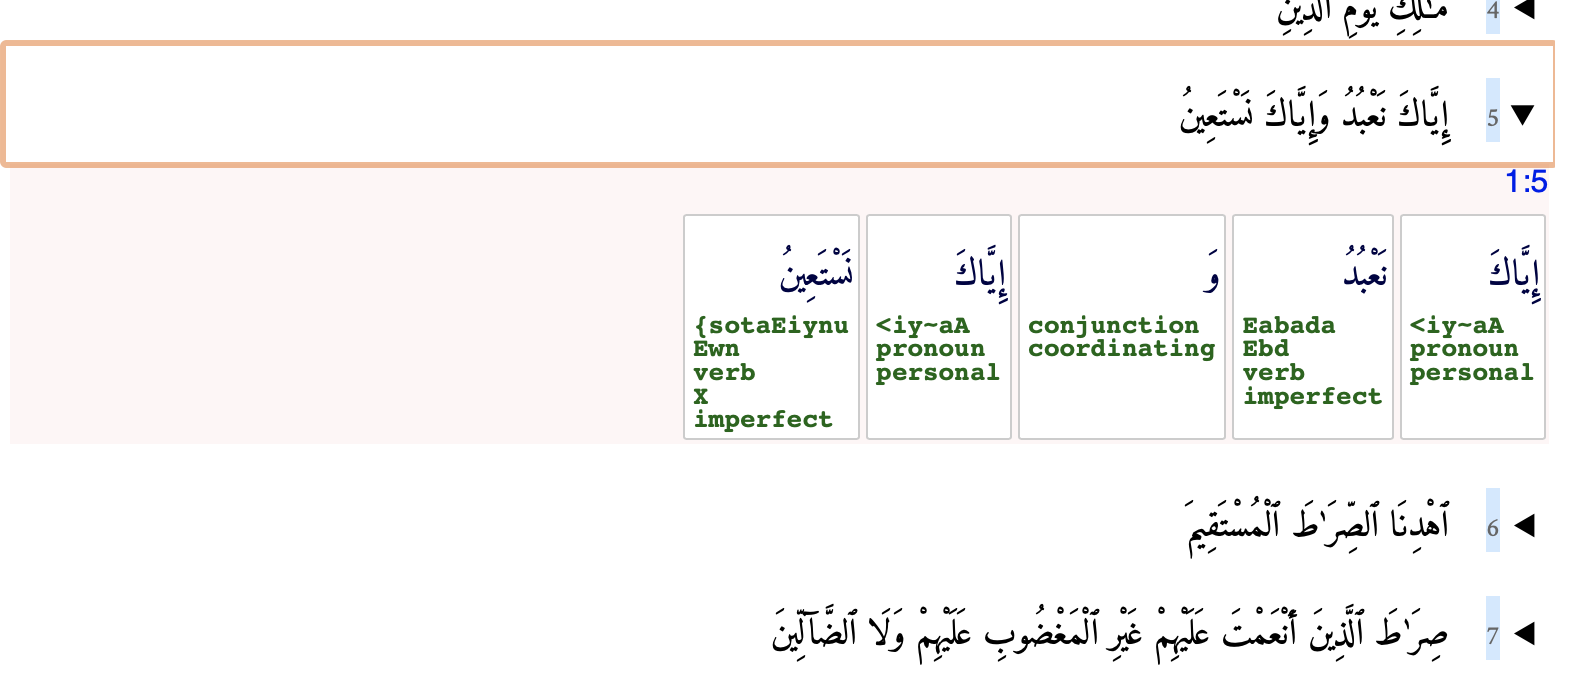 4 مَـٰلِكِ يَوْمِ ٱلدِّينِ
5 إِيَّاكَ نَعْبُدُ وَإِيَّاكَ نَسْتَعِينُ
1:5
إِيَّاكَ
<iy~aA
pronoun
personal
نَعْبُدُ
Eabada
Ebd
verb
imperfect
وَ
conjunction
coordinating
إِيَّاكَ
<iy~aA
pronoun
personal
نَسْتَعِينُ
{sotaEiynu
Ewn
verb
X
imperfect
6 ٱهْدِنَا ٱلصِّرَٰطَ ٱلْمُسْتَقِيمَ
7 صِرَٰطَ ٱلَّذِينَ أَنْعَمْتَ عَلَيْهِمْ غَيْرِ ٱلْمَغْضُوبِ عَلَيْهِمْ وَلَا ٱلضَّآلِّينَ